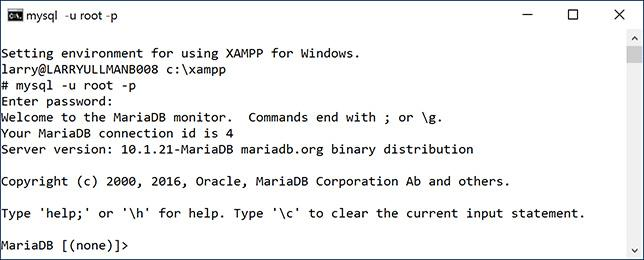 mysql -u root -p
Setting environment for using XAMPP for Windows.
larry@LARRYULLMANB008 c:\xampp
# mysql -u root -p
Enter password:
Welcome to the MariaDB monitor.  Commands end with ; or \g.
Your MariaDB connection id is 4
Server version: 10.1.21-MariaDB mariadb.org binary distribution
Copyright (c) 2000, 2016, Oracle, MariaDB Corporation Ab and others.
Type 'help;' or '\h' for help. Type '\c' to clear the current input statement.
MariaDB [(none)]>